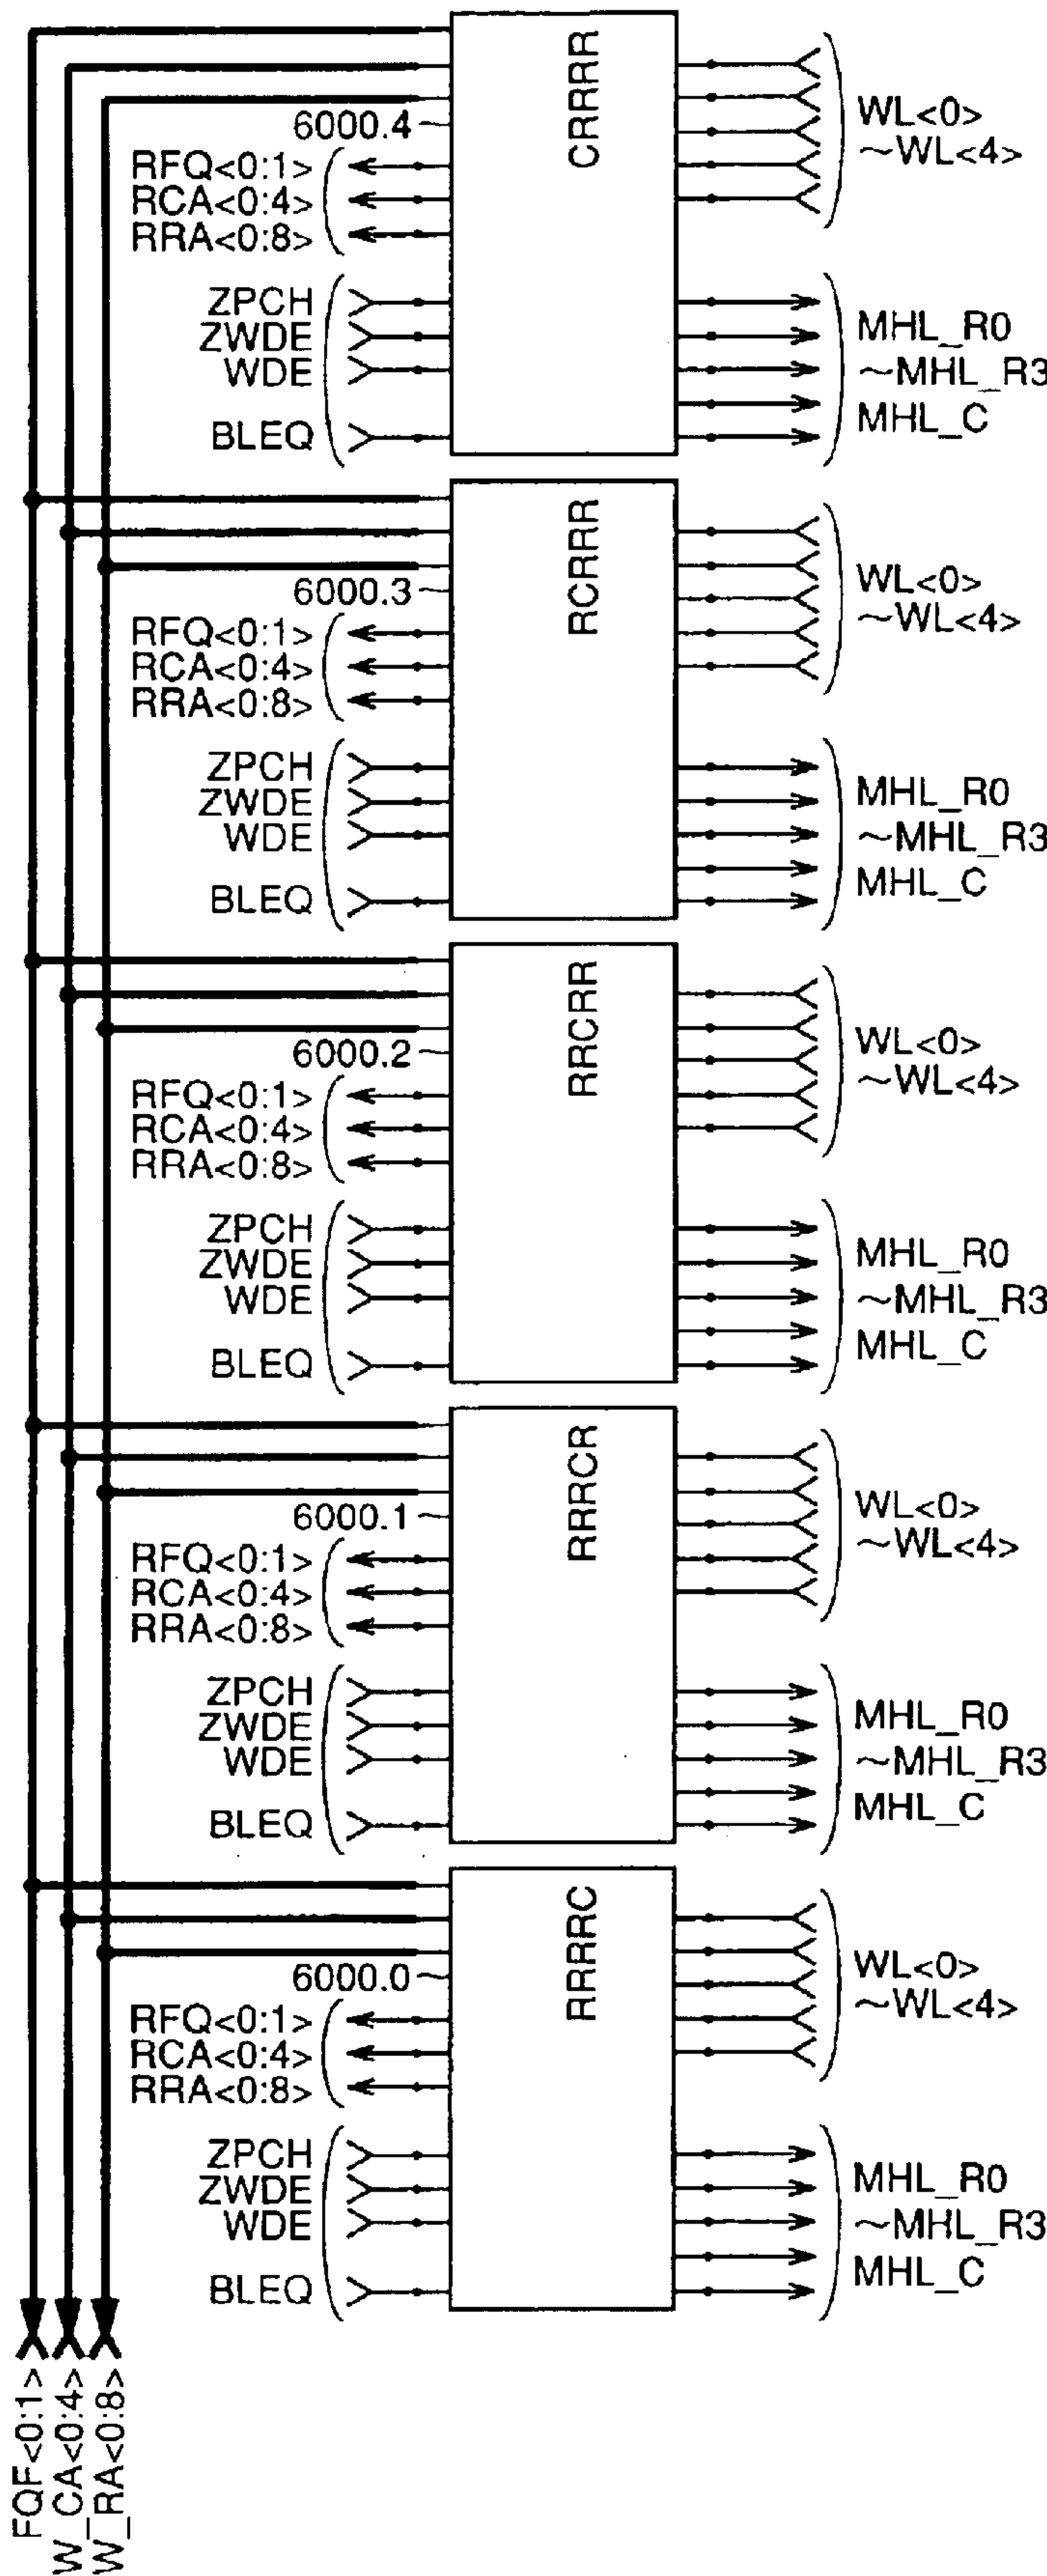 CRRRR
6000.4
RFQ<0:1>
RCA<0:4>
RRA<0:8>
ZPCH
ZWDE
WDE
BLEQ
WL<0>
~WL<4>
MHL_R0
~MHL_R3
MHL_C
RCRRR
6000.3
RFQ<0:1>
RCA<0:4>
RRA<0:8>
ZPCH
ZWDE
WDE
BLEQ
WL<0>
~WL<4>
MHL_R0
~MHL_R3
MHL_C
RRCRR
6000.2
RFQ<0:1>
RCA<0:4>
RRA<0:8>
ZPCH
ZWDE
WDE
BLEQ
WL<0>
~WL<4>
MHL_R0
~MHL_R3
MHL_C
RRRCR
6000.1
RFQ<0:1>
RCA<0:4>
RRA<0:8>
ZPCH
ZWDE
WDE
BLEQ
WL<0>
~WL<4>
MHL_R0
~MHL_R3
MHL_C
RRRRC
6000.0
RFQ<0:1>
RCA<0:4>
RRA<0:8>
ZPCH
ZWDE
WDE
BLEQ
WL<0>
~WL<4>
MHL_R0
~MHL_R3
MHL_C
FQF<0:1>
W_CA<0:4>
W_RA<0:8>